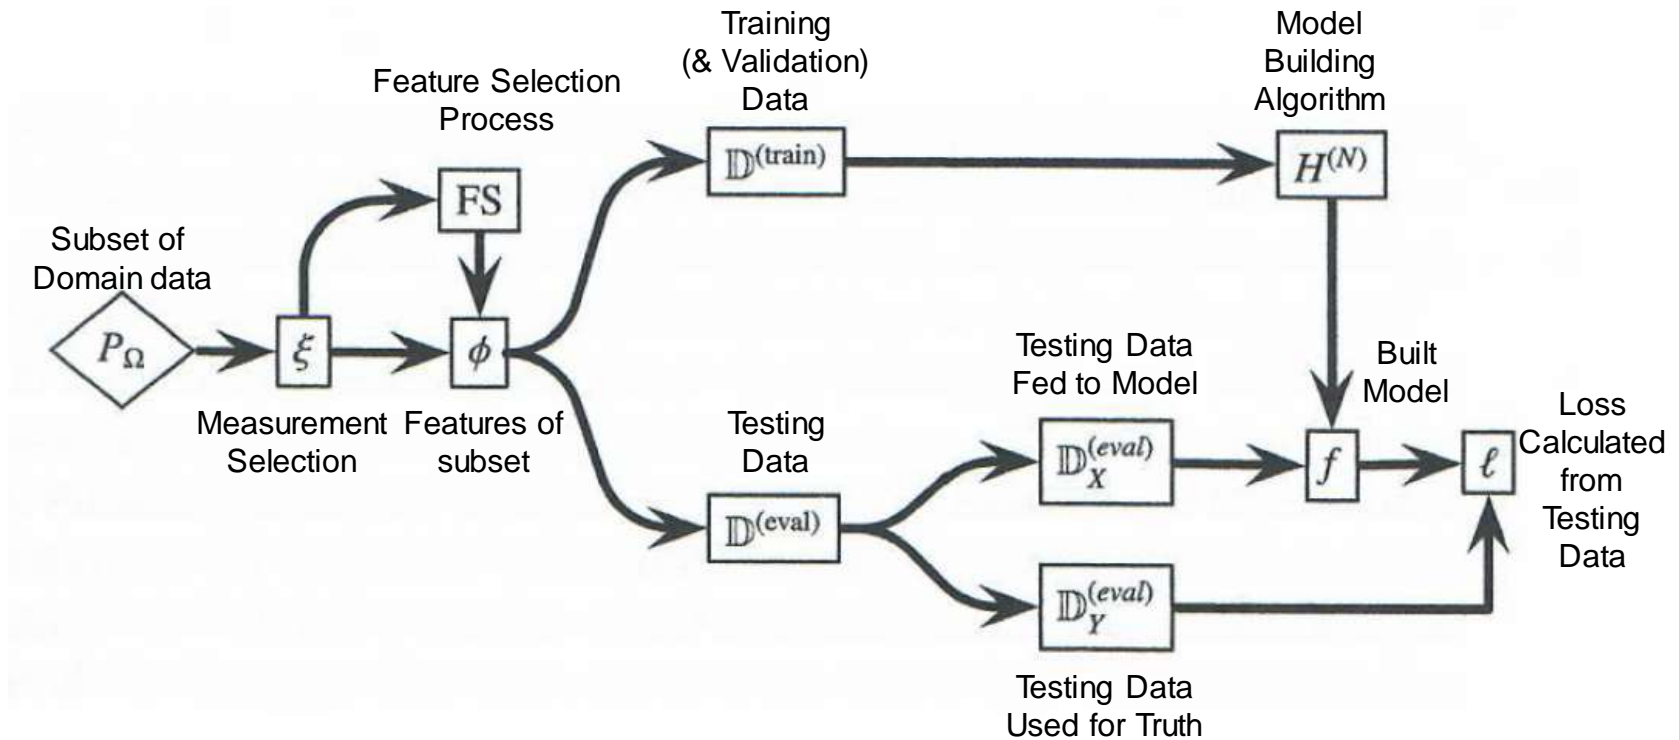 Training
(& Validation)
Data
Model
Building
Algorithm
Feature Selection
Process
𝔻(train)
H(N)
FS
Subset of
Domain data
PΩ
ξ
ϕ
Measurement
Selection
Features of
subset
Testing
Data
𝔻(eval)
Testing Data
Fed to Model
𝔻X(eval)
Built
Model
f
ℓ
Loss
Calculated
from
Testing
Data
𝔻Y(eval)
Testing Data
Used for Truth